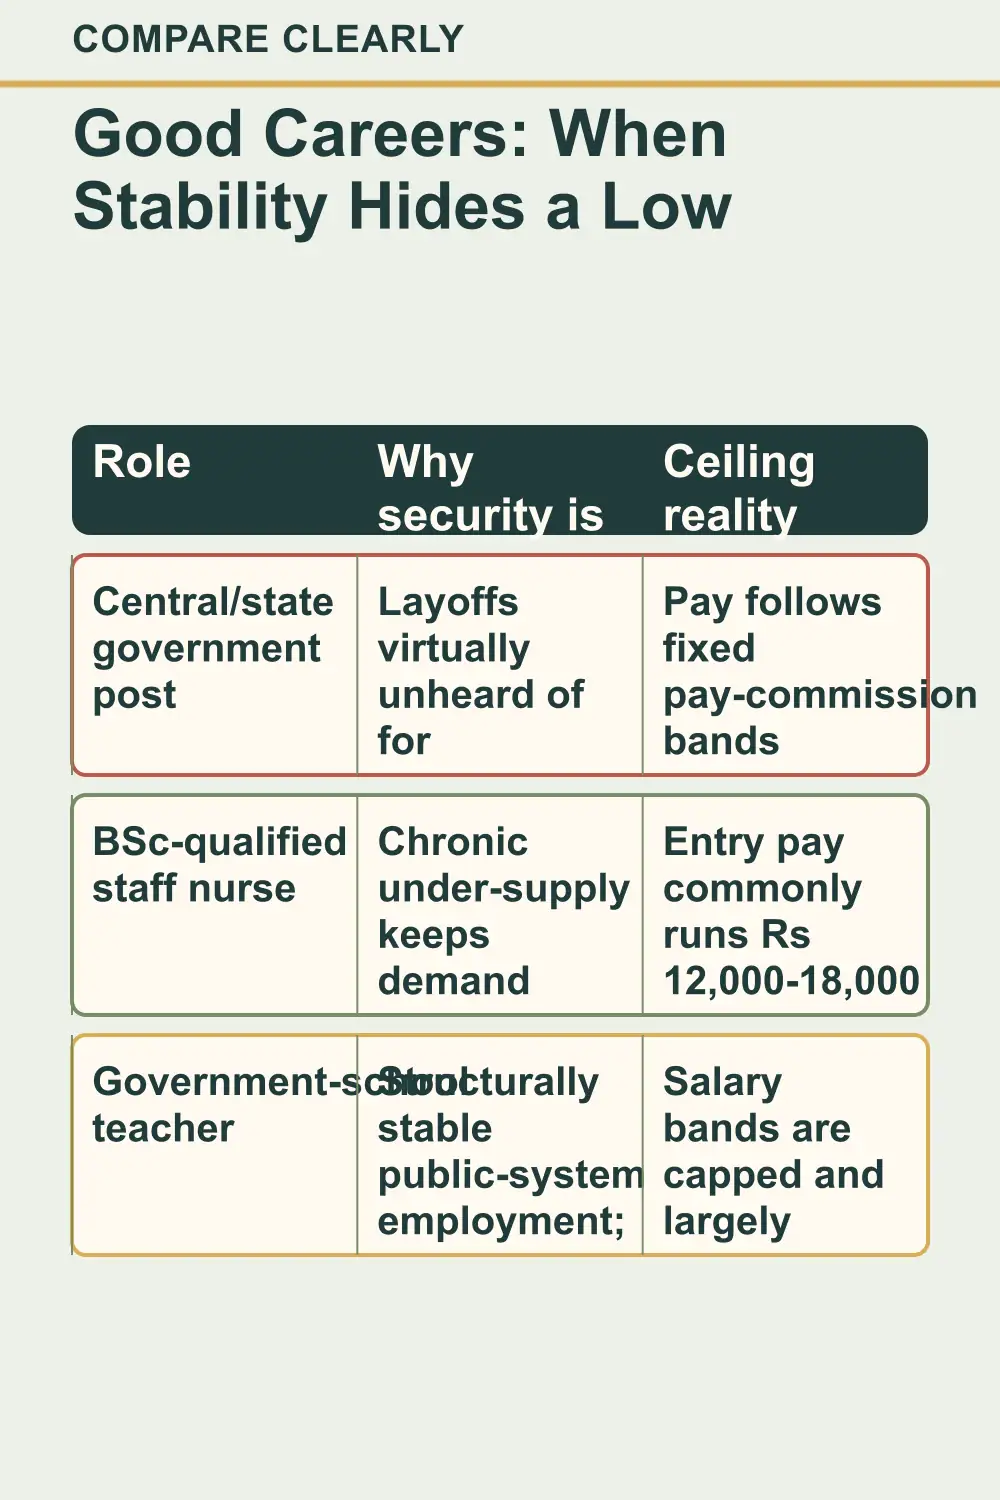 COMPARE CLEARLY
Good Careers: When
Stability Hides a Low
Role
Why
security is
Ceiling
reality
Central/state
government
post
Layoffs
virtually
unheard of
for
Pay follows
fixed
pay-commission
bands
BSc-qualified
staff nurse
Chronic
under-supply
keeps
demand
Entry pay
commonly
runs Rs
12,000-18,000
Government-school
teacher
Structurally
stable
public-system
employment;
Salary
bands are
capped and
largely